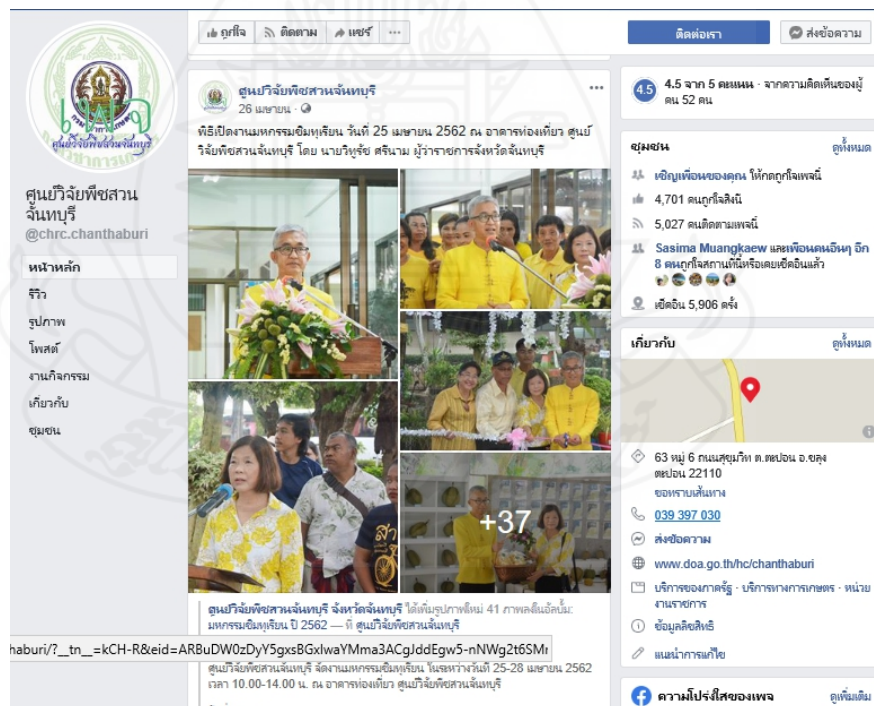 ถูกใจ
ติดตาม
แชร์
ติดต่อเรา
ส่งข้อความ
ศูนย์วิจัยพืชสวนจันทบุรี
ศูนย์วิจัยพืชสวน
จันทบุรี
@chrc.chanthaburi
หน้าหลัก
รีวิว
รูปภาพ
โพสต์
งานกิจกรรม
เกี่ยวกับ
ชุมชน
ศูนย์วิจัยพืชสวนจันทบุรี
26 เมษายน ·
พิธีเปิดงานมหกรรมชิมทุเรียน วันที่ 25 เมษายน 2562 ณ อาคารท่องเที่ยว ศูนย์
วิจัยพืชสวนจันทบุรี โดย นายวิทูรัช ศรีนาม ผู้ว่าราชการจังหวัดจันทบุรี
+37
ศูนย์วิจัยพืชสวนจันทบุรี จังหวัดจันทบุรี ได้เพิ่มรูปภาพใหม่ 41 ภาพลงในอัลบั้ม:
มหกรรมชิมทุเรียน ปี 2562 — ที่ ศูนย์วิจัยพืชสวนจันทบุรี
haburi/?__tn__=kCH-R&eid=ARBuDW0zDyY5gxsBGxlwaYMma3ACgJddEgw5-nNWg2t6SMr
ศูนย์วิจัยพืชสวนจันทบุรี จัดงานมหกรรมชิมทุเรียน ในระหว่างวันที่ 25-28 เมษายน 2562
เวลา 10.00-14.00 น. ณ อาคารท่องเที่ยว ศูนย์วิจัยพืชสวนจันทบุรี
4.5
4.5 จาก 5 คะแนน · จากความคิดเห็นของผู้
คน 52 คน
ชุมชน
ดูทั้งหมด
เชิญเพื่อนของคุณ ให้กดถูกใจเพจนี้
4,701 คนถูกใจสิ่งนี้
5,027 คนติดตามเพจนี้
Sasima Muangkaew และเพื่อนคนอื่นๆ อีก
8 คนถูกใจสถานที่นี้หรือเคยเช็คอินแล้ว
เช็คอิน 5,906 ครั้ง
เกี่ยวกับ
ดูทั้งหมด
63 หมู่ 6 ถนนสุขุมวิท ต.ตะปอน อ.ขลุง
ตะปอน 22110
ขอทราบเส้นทาง
039 397 030
ส่งข้อความ
www.doa.go.th/hc/chanthaburi
บริการของภาครัฐ · บริการทางการเกษตร · หน่วย
งานราชการ
ข้อมูลลิขสิทธิ์
แนะนำการแก้ไข
ความโปร่งใสของเพจ
ดูเพิ่มเติม